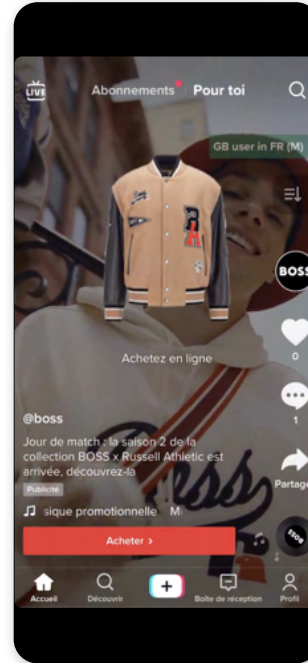 LIVE
Abonnements Pour toi
GB user in FR (M)
BOSS
Achetez en ligne
0
1
@boss
Jour de match : la saison 2 de la
collection BOSS x Russell Athletic est
arrivée, découvrez-la
Partage
Publicité
sique promotionnelle M
Acheter >
BOSS
Accueil Découvrir Boîte de réception Profil